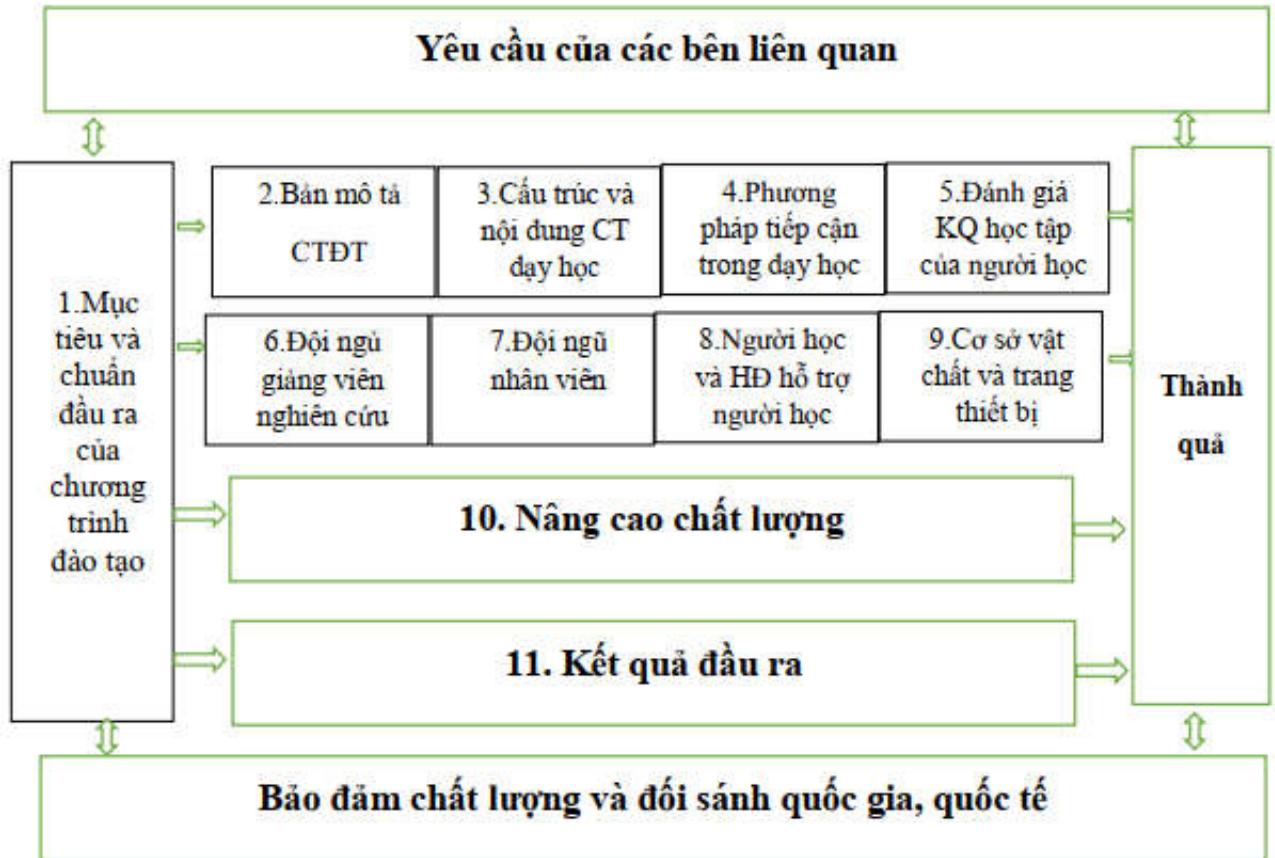 Yêu cầu của các bên liên quan
1.Mục
tiêu và
chuẩn
đầu ra
của
chương
trình
đào tạo
2.Bản mô tả
CTĐT
3.Cấu trúc và
nội dung CT
dạy học
4.Phương
pháp tiếp cận
trong dạy học
5.Đánh giá
KQ học tập
của người học
6.Đội ngũ
giảng viên
nghiên cứu
7.Đội ngũ
nhân viên
8.Người học
và HĐ hỗ trợ
người học
9.Cơ sở vật
chất và trang
thiết bị
10. Nâng cao chất lượng
11. Kết quả đầu ra
Thành
quả
Bảo đảm chất lượng và đối sánh quốc gia, quốc tế